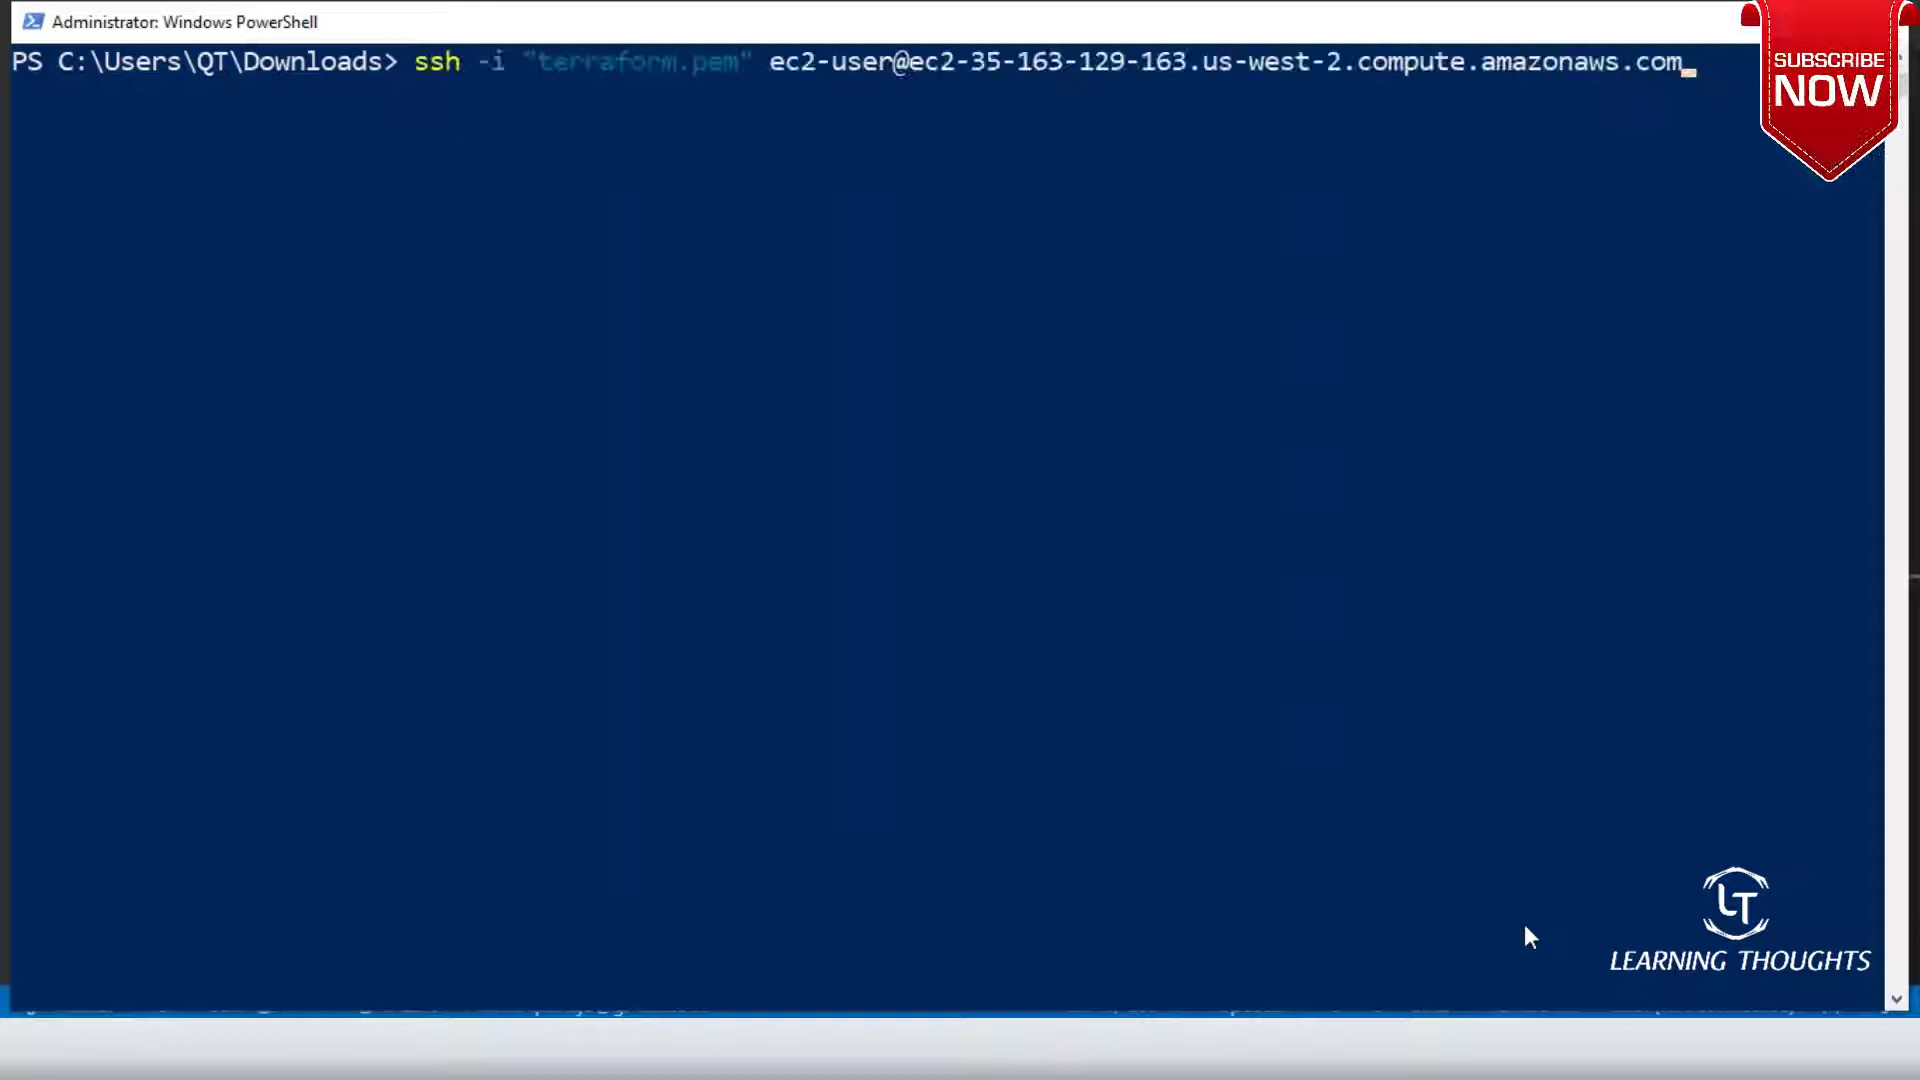 Administrator: Windows PowerShell
PS C:\Users\QT\Downloads> ssh -i "terraform.pem" ec2-user@ec2-35-163-129-163.us-west-2.compute.amazonaws.com
SUBSCRIBE
NOW
LT
LEARNING THOUGHTS